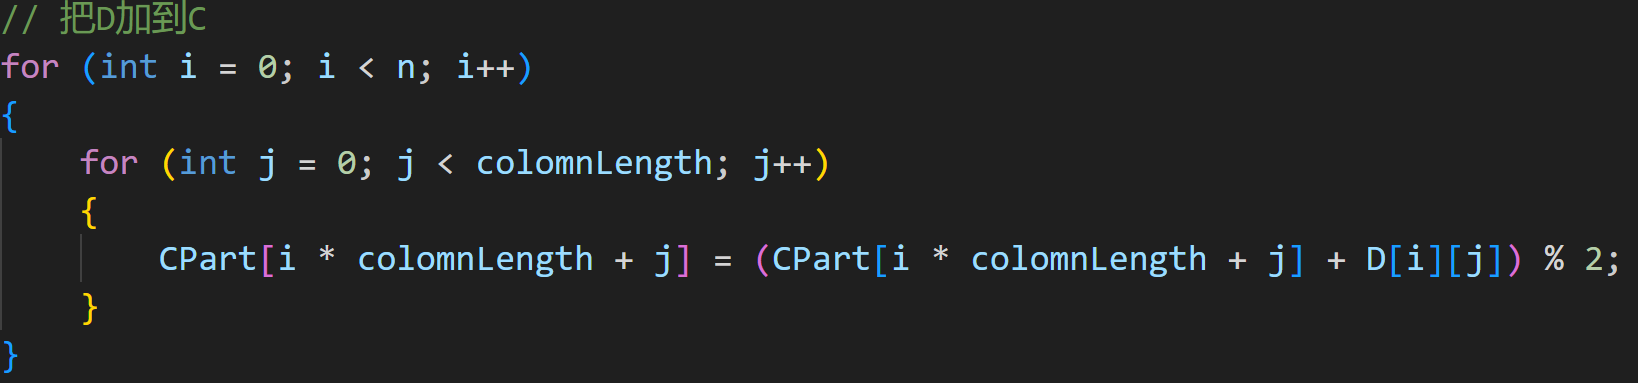 // 把D加到C
for (int i = 0; i < n; i++)
{
    for (int j = 0; j < colomnLength; j++)
    {
        CPart[i * colomnLength + j] = (CPart[i * colomnLength + j] + D[i][j]) % 2;
    }
}